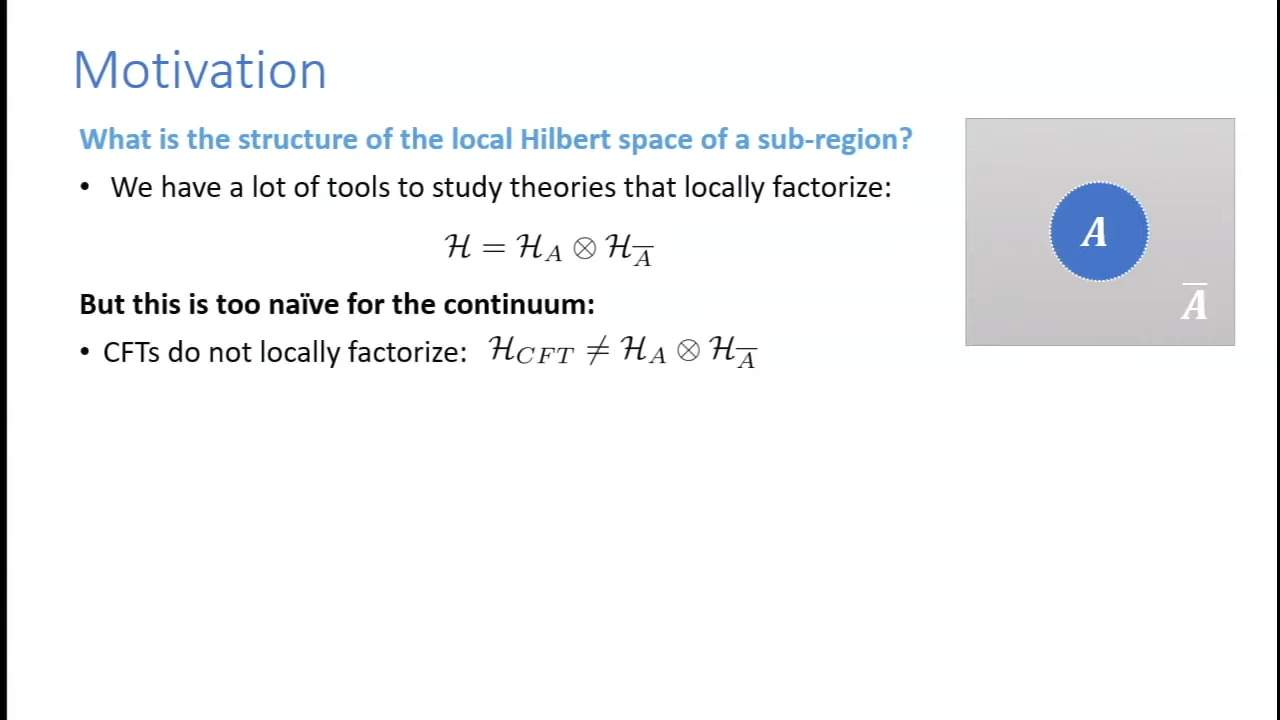 Motivation
What is the structure of the local Hilbert space of a sub-region?
• We have a lot of tools to study theories that locally factorize:
ℋ = ℋ_A ⊗ ℋ_A̅
But this is too naïve for the continuum:
• CFTs do not locally factorize: ℋ_CFT ≠ ℋ_A ⊗ ℋ_A̅
A
A̅